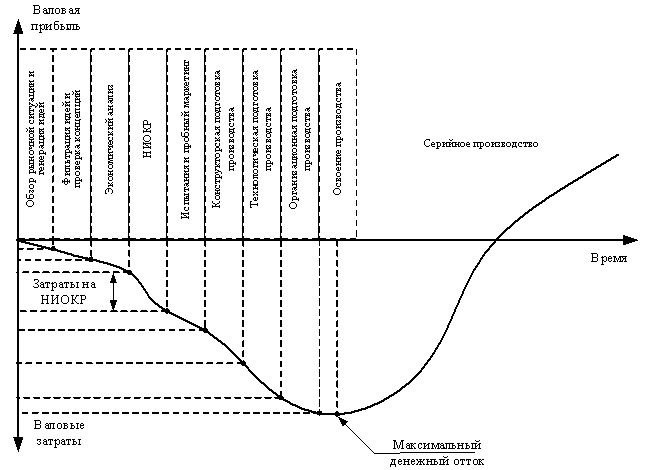 Валовая
прибыль
Обзор рыночной ситуации и
генерация идей
Фильтрация идей и
проверка концепций
Экономический анализ
НИОКР
Испытания и пробный маркетинг
Конструкторская подготовка
производства
Технологическая подготовка
производства
Организационная подготовка
производства
Освоение производства
Серийное производство
Время
Затраты на
НИОКР
Валовые
затраты
Максимальный
денежный отток